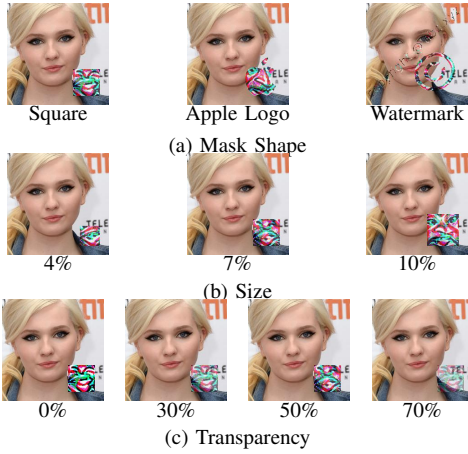 Square Apple Logo Watermark
(a) Mask Shape
4% 7% 10%
(b) Size
0% 30% 50% 70%
(c) Transparency